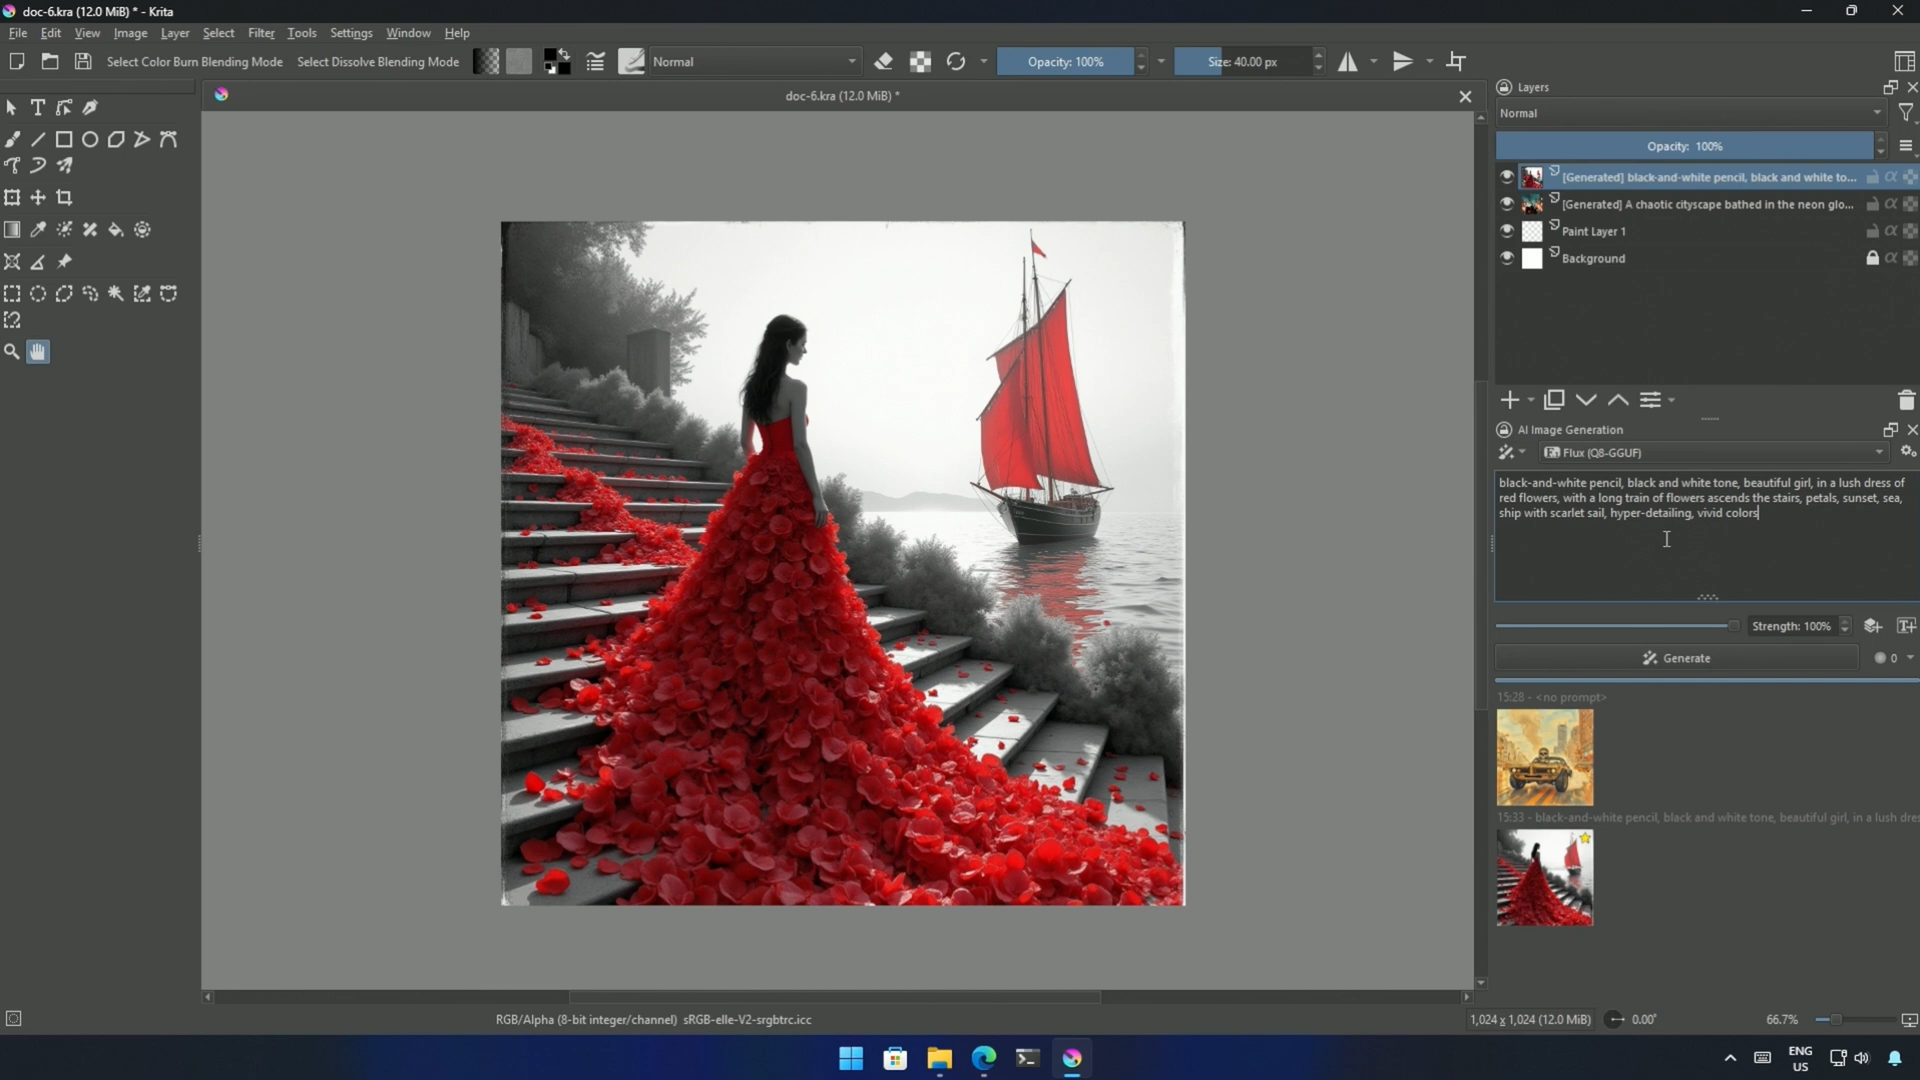 doc-6.kra (12.0 MiB) * - Krita
File Edit View Image Layer Select Filter Tools Settings Window Help
Select Color Burn Blending Mode Select Dissolve Blending Mode Normal Opacity: 100% Size: 40.00 px
doc-6.kra (12.0 MiB) *
Layers
Normal
Opacity: 100%
[Generated] black-and-white pencil, black and white to...
[Generated] A chaotic cityscape bathed in the neon glo...
Paint Layer 1
Background
AI Image Generation
Flux (Q8-GGUF)
black-and-white pencil, black and white tone, beautiful girl, in a lush dress of
red flowers, with a long train of flowers ascends the stairs, petals, sunset, sea,
ship with scarlet sail, hyper-detailing, vivid colors
Strength: 100%
Generate 0
15:28 - <no prompt>
15:33 - black-and-white pencil, black and white tone, beautiful girl, in a lush dre
RGB/Alpha (8-bit integer/channel) sRGB-elle-V2-srgbtrc.icc
1,024 x 1,024 (12.0 MiB) 0.00° 66.7%
ENG
US